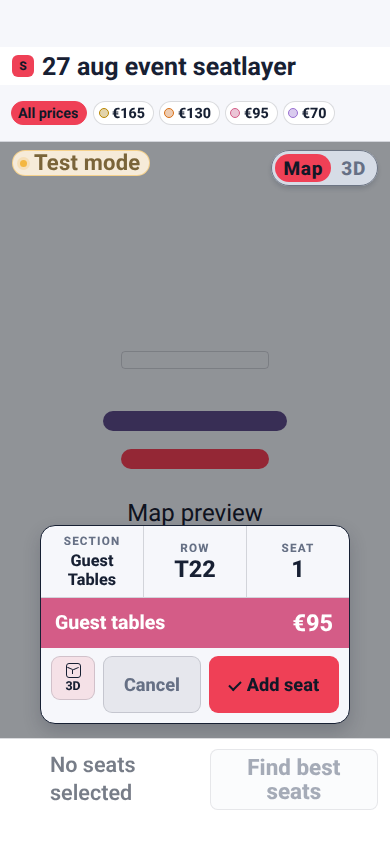 S 27 aug event seatlayer
All prices €165 €130 €95 €70
Test mode
Map 3D
Map preview
SECTION ROW SEAT
Guest Tables T22 1
Guest tables €95
3D Cancel Add seat
No seats selected
Find best seats